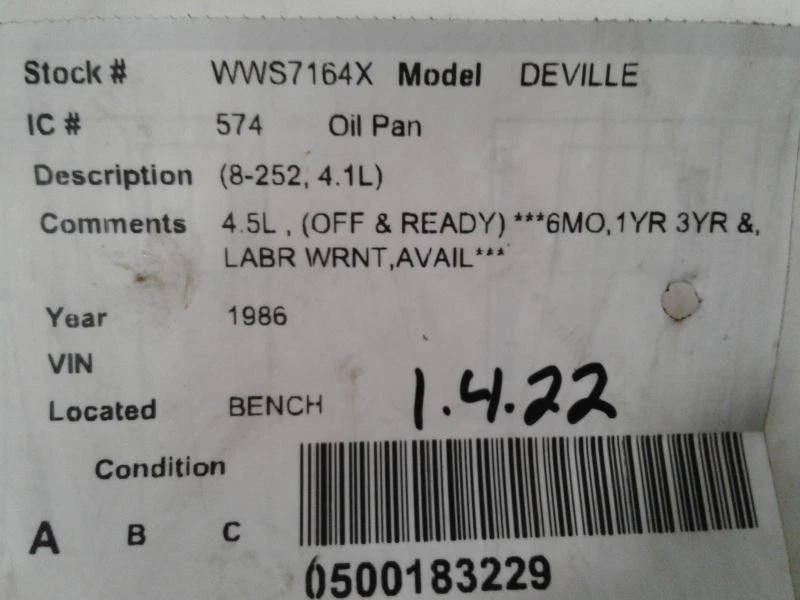 Stock # WWS7164X Model DEVILLE
IC # 574 Oil Pan
Description (8-252, 4.1L)
Comments 4.5L , (OFF & READY) ***6MO,1YR 3YR &,
LABR WRNT,AVAIL***
Year 1986
VIN
Located BENCH 1.4.22
Condition
A B C
0500183229